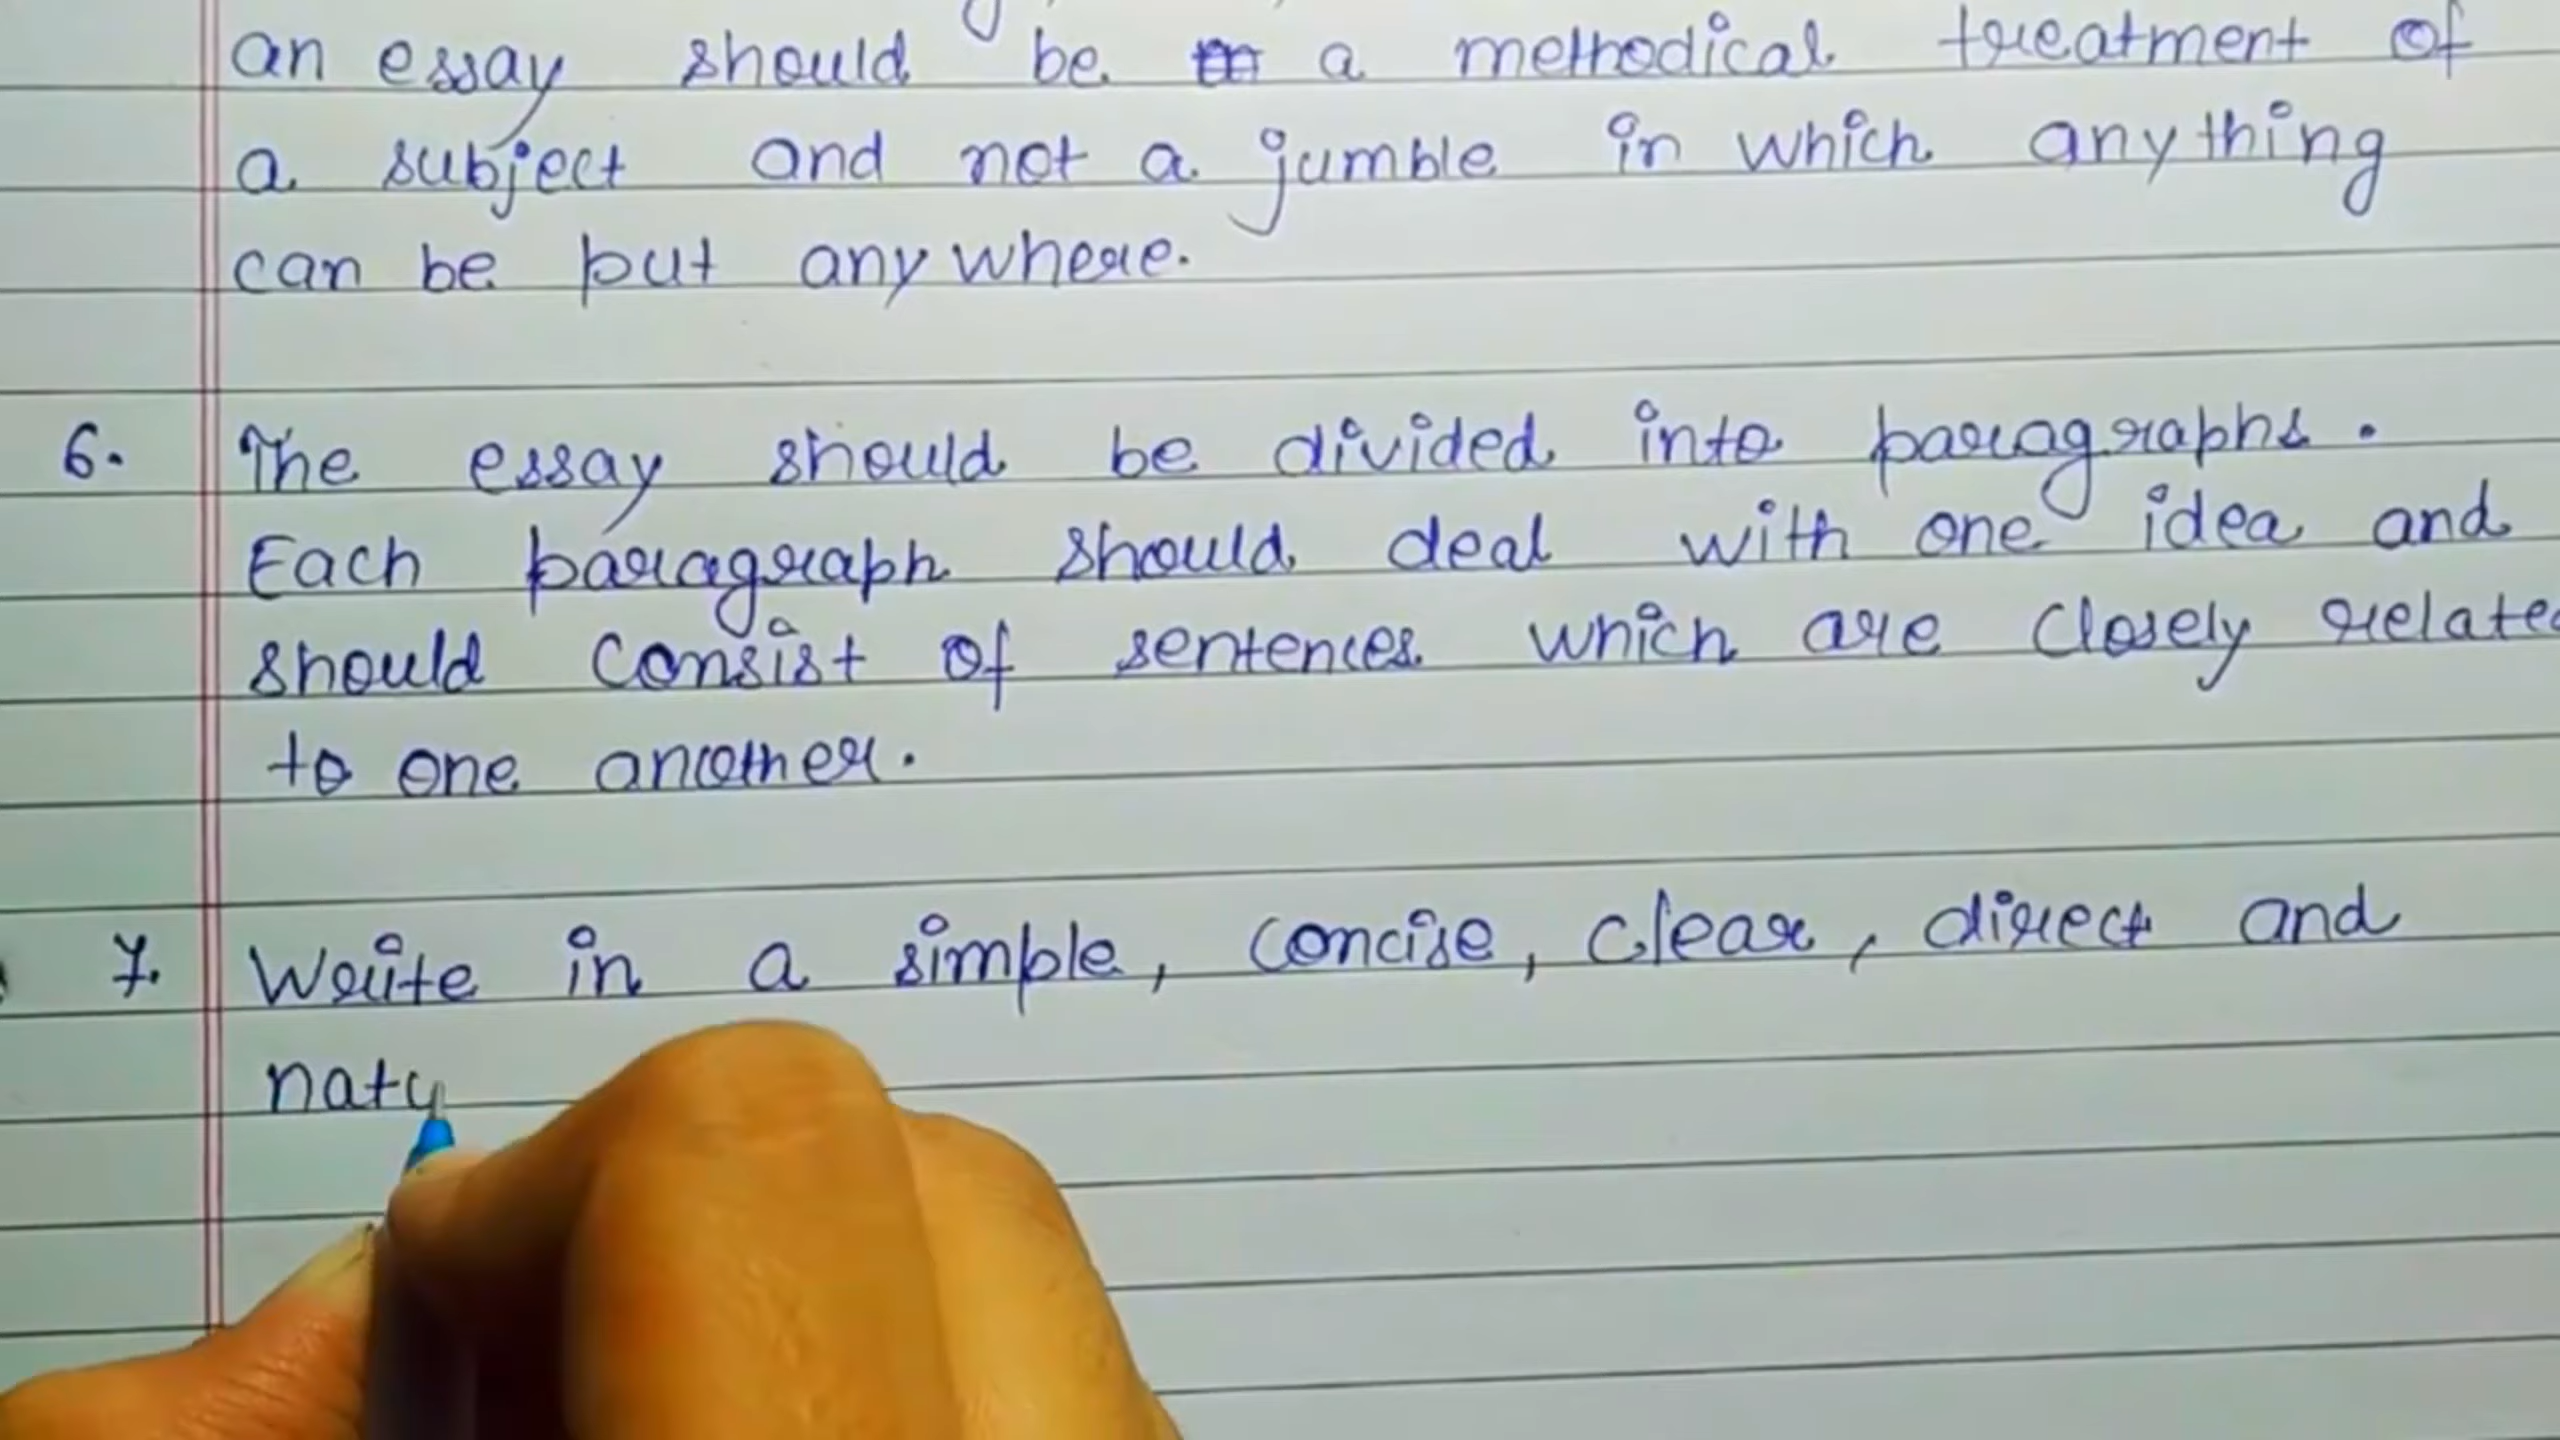 an essay should be a methodical treatment of
a subject and not a jumble in which anything
can be put anywhere.
6. The essay should be divided into paragraphs.
Each paragraph should deal with one idea and
should consist of sentences which are closely related
to one another.
7. Write in a simple, concise, clear, direct and
natu